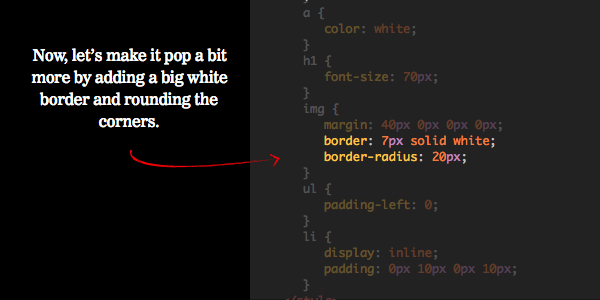 Now, let’s make it pop a bit
more by adding a big white
border and rounding the
corners.
a {
color: white;
}
h1 {
font-size: 70px;
}
img {
margin: 40px 0px 0px 0px;
border: 7px solid white;
border-radius: 20px;
}
ul {
padding-left: 0;
}
li {
display: inline;
padding: 0px 10px 0px 10px;
}